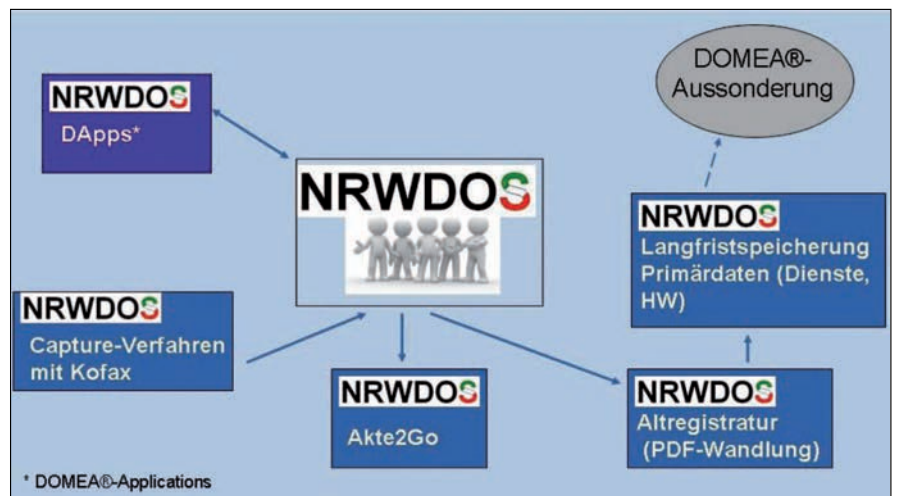 DOMEA®-
Aussonderung
NRWDOS
DApps*
NRWDOS
NRWDOS
Langfristspeicherung
Primärdaten (Dienste,
HW)
NRWDOS
Capture-Verfahren
mit Kofax
NRWDOS
Akte2Go
NRWDOS
Altregistratur
(PDF-Wandlung)
* DOMEA®-Applications